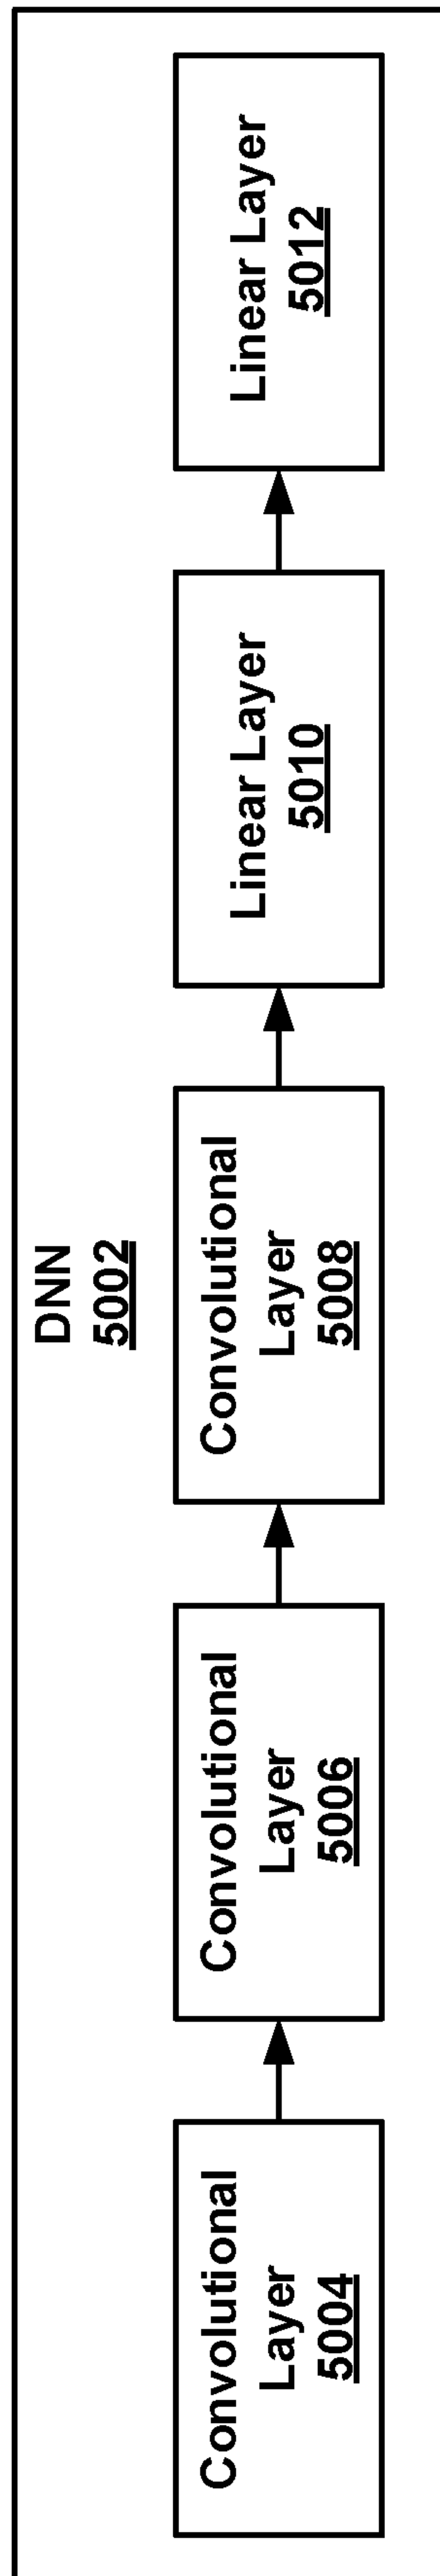 DNN
5002
Convolutional
Layer
5004
Convolutional
Layer
5006
Convolutional
Layer
5008
Linear Layer
5010
Linear Layer
5012